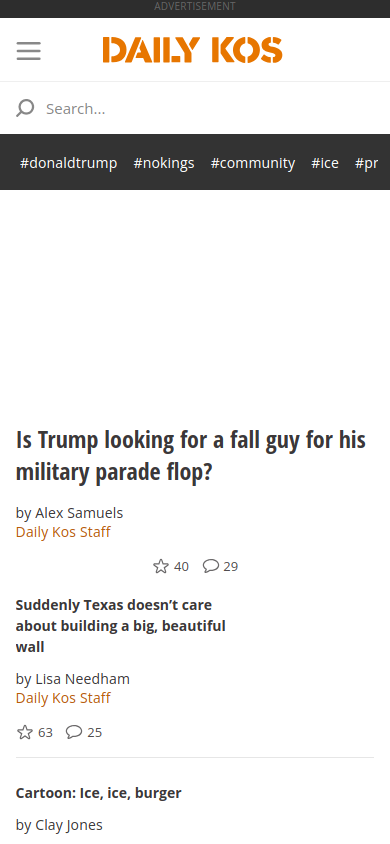 ADVERTISEMENT
DAILY KOS
Search...
#donaldtrump #nokings #community #ice #pr
Is Trump looking for a fall guy for his
military parade flop?
by Alex Samuels
Daily Kos Staff
40 29
Suddenly Texas doesn’t care
about building a big, beautiful
wall
by Lisa Needham
Daily Kos Staff
63 25
Cartoon: Ice, ice, burger
by Clay Jones